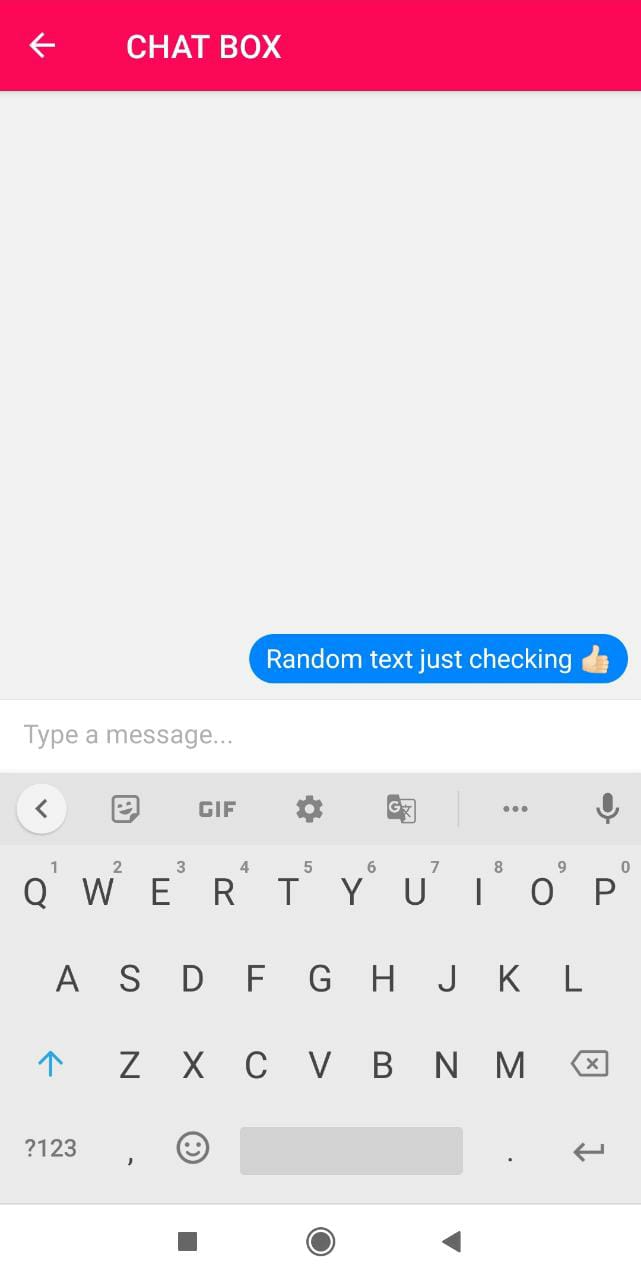 CHAT BOX
Random text just checking 👍🏻
Type a message...
GIF
G
1 2 3 4 5 6 7 8 9 0
Q W E R T Y U I O P
A S D F G H J K L
Z X C V B N M
?123 , .